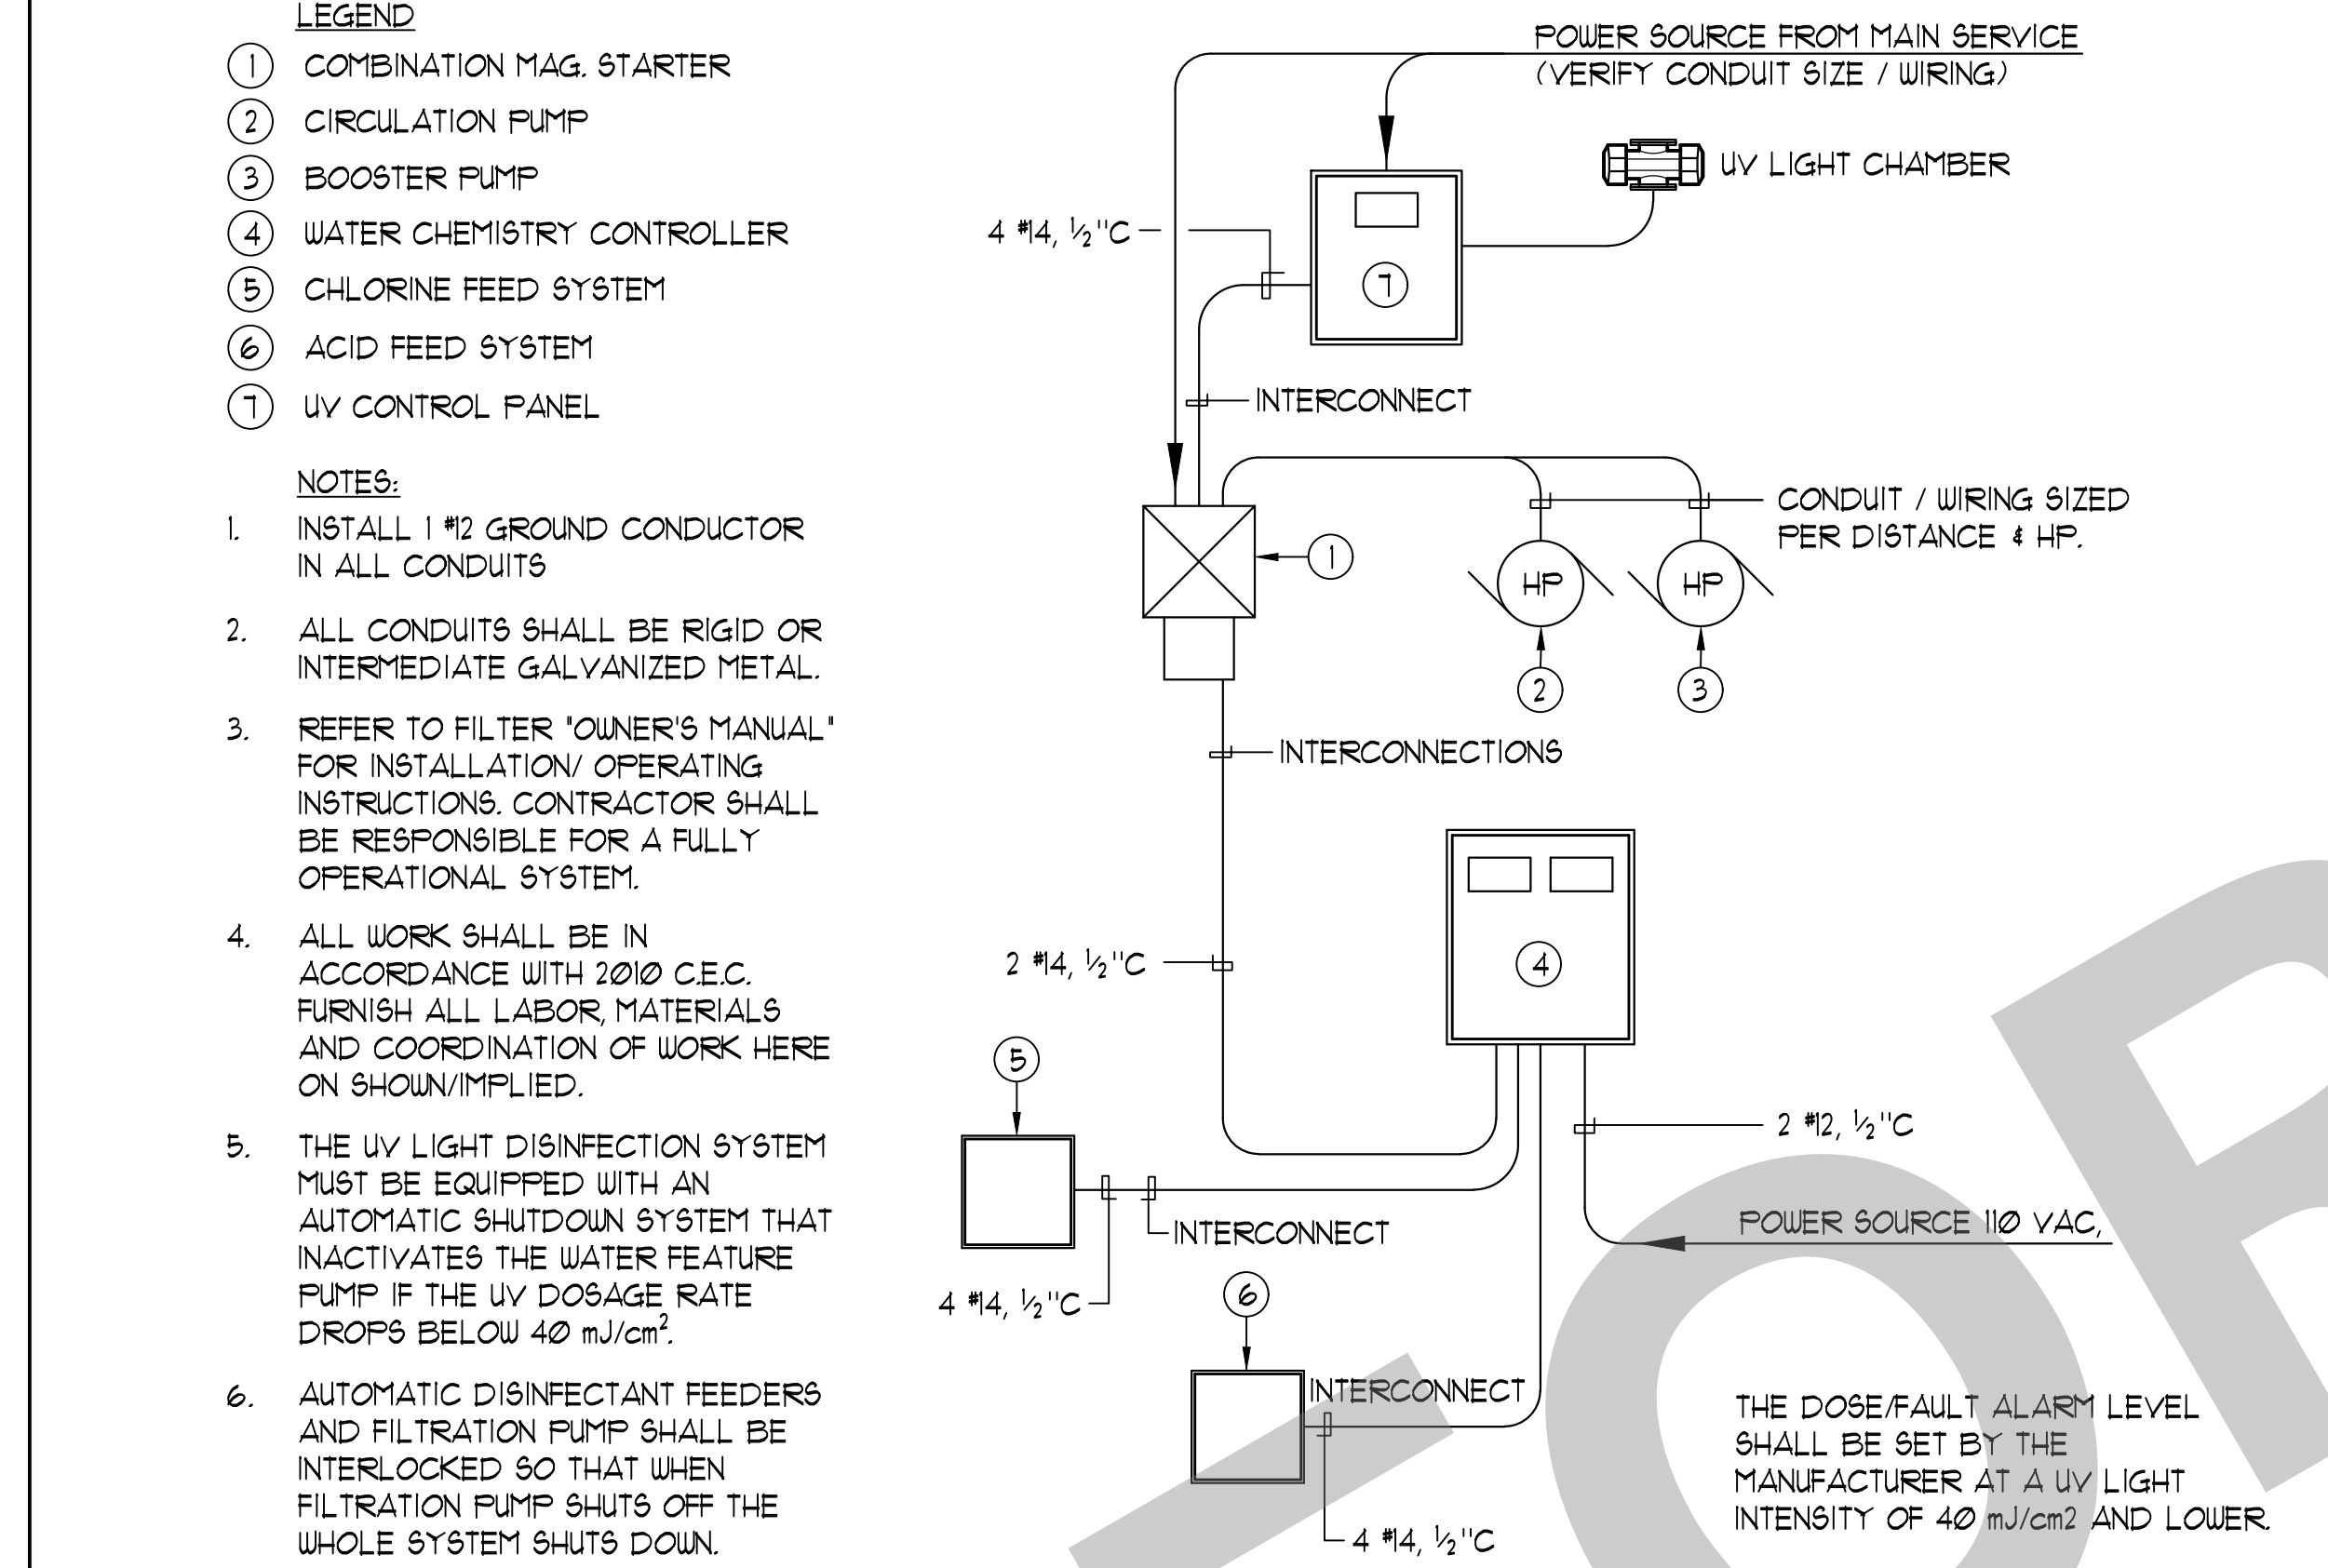 LEGEND
1 COMBINATION MAG. STARTER
2 CIRCULATION PUMP
3 BOOSTER PUMP
4 WATER CHEMISTRY CONTROLLER
5 CHLORINE FEED SYSTEM
6 ACID FEED SYSTEM
7 UV CONTROL PANEL
NOTES:
1. INSTALL 1 #12 GROUND CONDUCTOR
IN ALL CONDUITS
2. ALL CONDUITS SHALL BE RIGID OR
INTERMEDIATE GALVANIZED METAL.
3. REFER TO FILTER "OWNER'S MANUAL"
FOR INSTALLATION/ OPERATING
INSTRUCTIONS. CONTRACTOR SHALL
BE RESPONSIBLE FOR A FULLY
OPERATIONAL SYSTEM.
4. ALL WORK SHALL BE IN
ACCORDANCE WITH 2010 C.E.C.
FURNISH ALL LABOR, MATERIALS
AND COORDINATION OF WORK HERE
ON SHOWN/IMPLIED.
5. THE UV LIGHT DISINFECTION SYSTEM
MUST BE EQUIPPED WITH AN
AUTOMATIC SHUTDOWN SYSTEM THAT
INACTIVATES THE WATER FEATURE
PUMP IF THE UV DOSAGE RATE
DROPS BELOW 40 mJ/cm².
6. AUTOMATIC DISINFECTANT FEEDERS
AND FILTRATION PUMP SHALL BE
INTERLOCKED SO THAT WHEN
FILTRATION PUMP SHUTS OFF THE
WHOLE SYSTEM SHUTS DOWN.
POWER SOURCE FROM MAIN SERVICE
(VERIFY CONDUIT SIZE / WIRING)
UV LIGHT CHAMBER
4 #14, 1/2"C
7
INTERCONNECT
CONDUIT / WIRING SIZED
PER DISTANCE & HP.
1
HP
HP
2
3
INTERCONNECTIONS
2 #14, 1/2"C
4
5
2 #12, 1/2"C
INTERCONNECT
POWER SOURCE 110 VAC,
4 #14, 1/2"C
6
INTERCONNECT
4 #14, 1/2"C
THE DOSE/FAULT ALARM LEVEL
SHALL BE SET BY THE
MANUFACTURER AT A UV LIGHT
INTENSITY OF 40 mJ/cm2 AND LOWER.